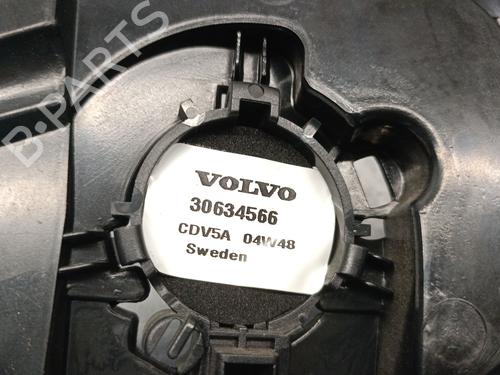 B-PARTS
VOLVO
30634566
CDV5A 04W48
Sweden